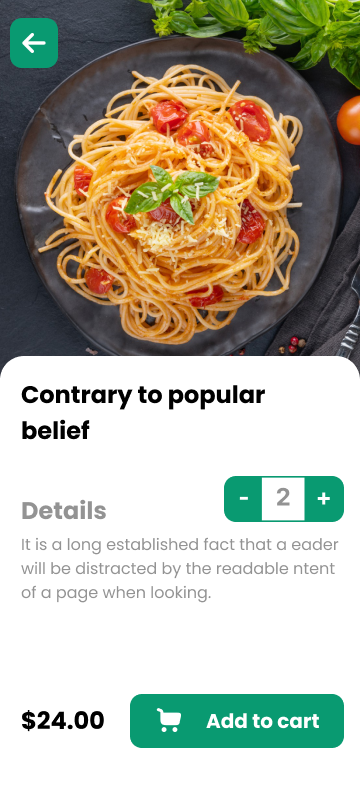 Contrary to popular
belief
- 2 +
Details
It is a long established fact that a eader
will be distracted by the readable ntent
of a page when looking.
$24.00
Add to cart